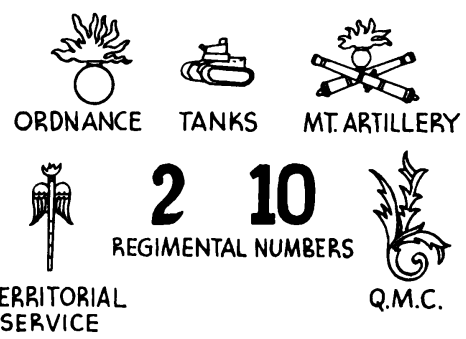 ORDNANCE TANKS MT. ARTILLERY
2 10
REGIMENTAL NUMBERS
ERRITORIAL
SERVICE
Q.M.C.